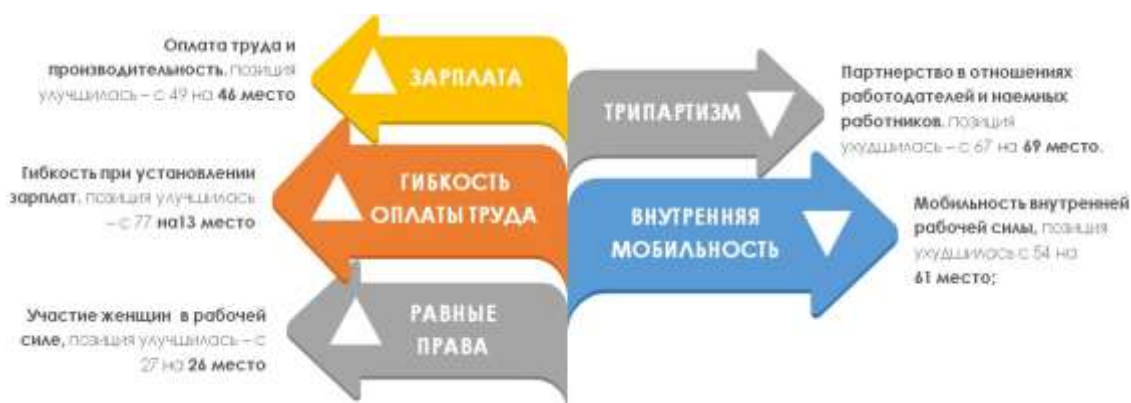 Оплата труда и
производительность, позиция
улучшилась – с 49 на 46 место
ЗАРПЛАТА
Гибкость при установлении
зарплат, позиция улучшилась
– с 77 на13 место
ГИБКОСТЬ
ОПЛАТЫ ТРУДА
Участие женщин в рабочей
силе, позиция улучшилась – с
27 на 26 место
РАВНЫЕ
ПРАВА
ТРИПАРТИЗМ
Партнерство в отношениях
работодателей и наемных
работников, позиция
ухудшилась – с 67 на 69 место.
ВНУТРЕННЯЯ
МОБИЛЬНОСТЬ
Мобильность внутренней
рабочей силы, позиция
ухудшилось с 54 на
61 место;